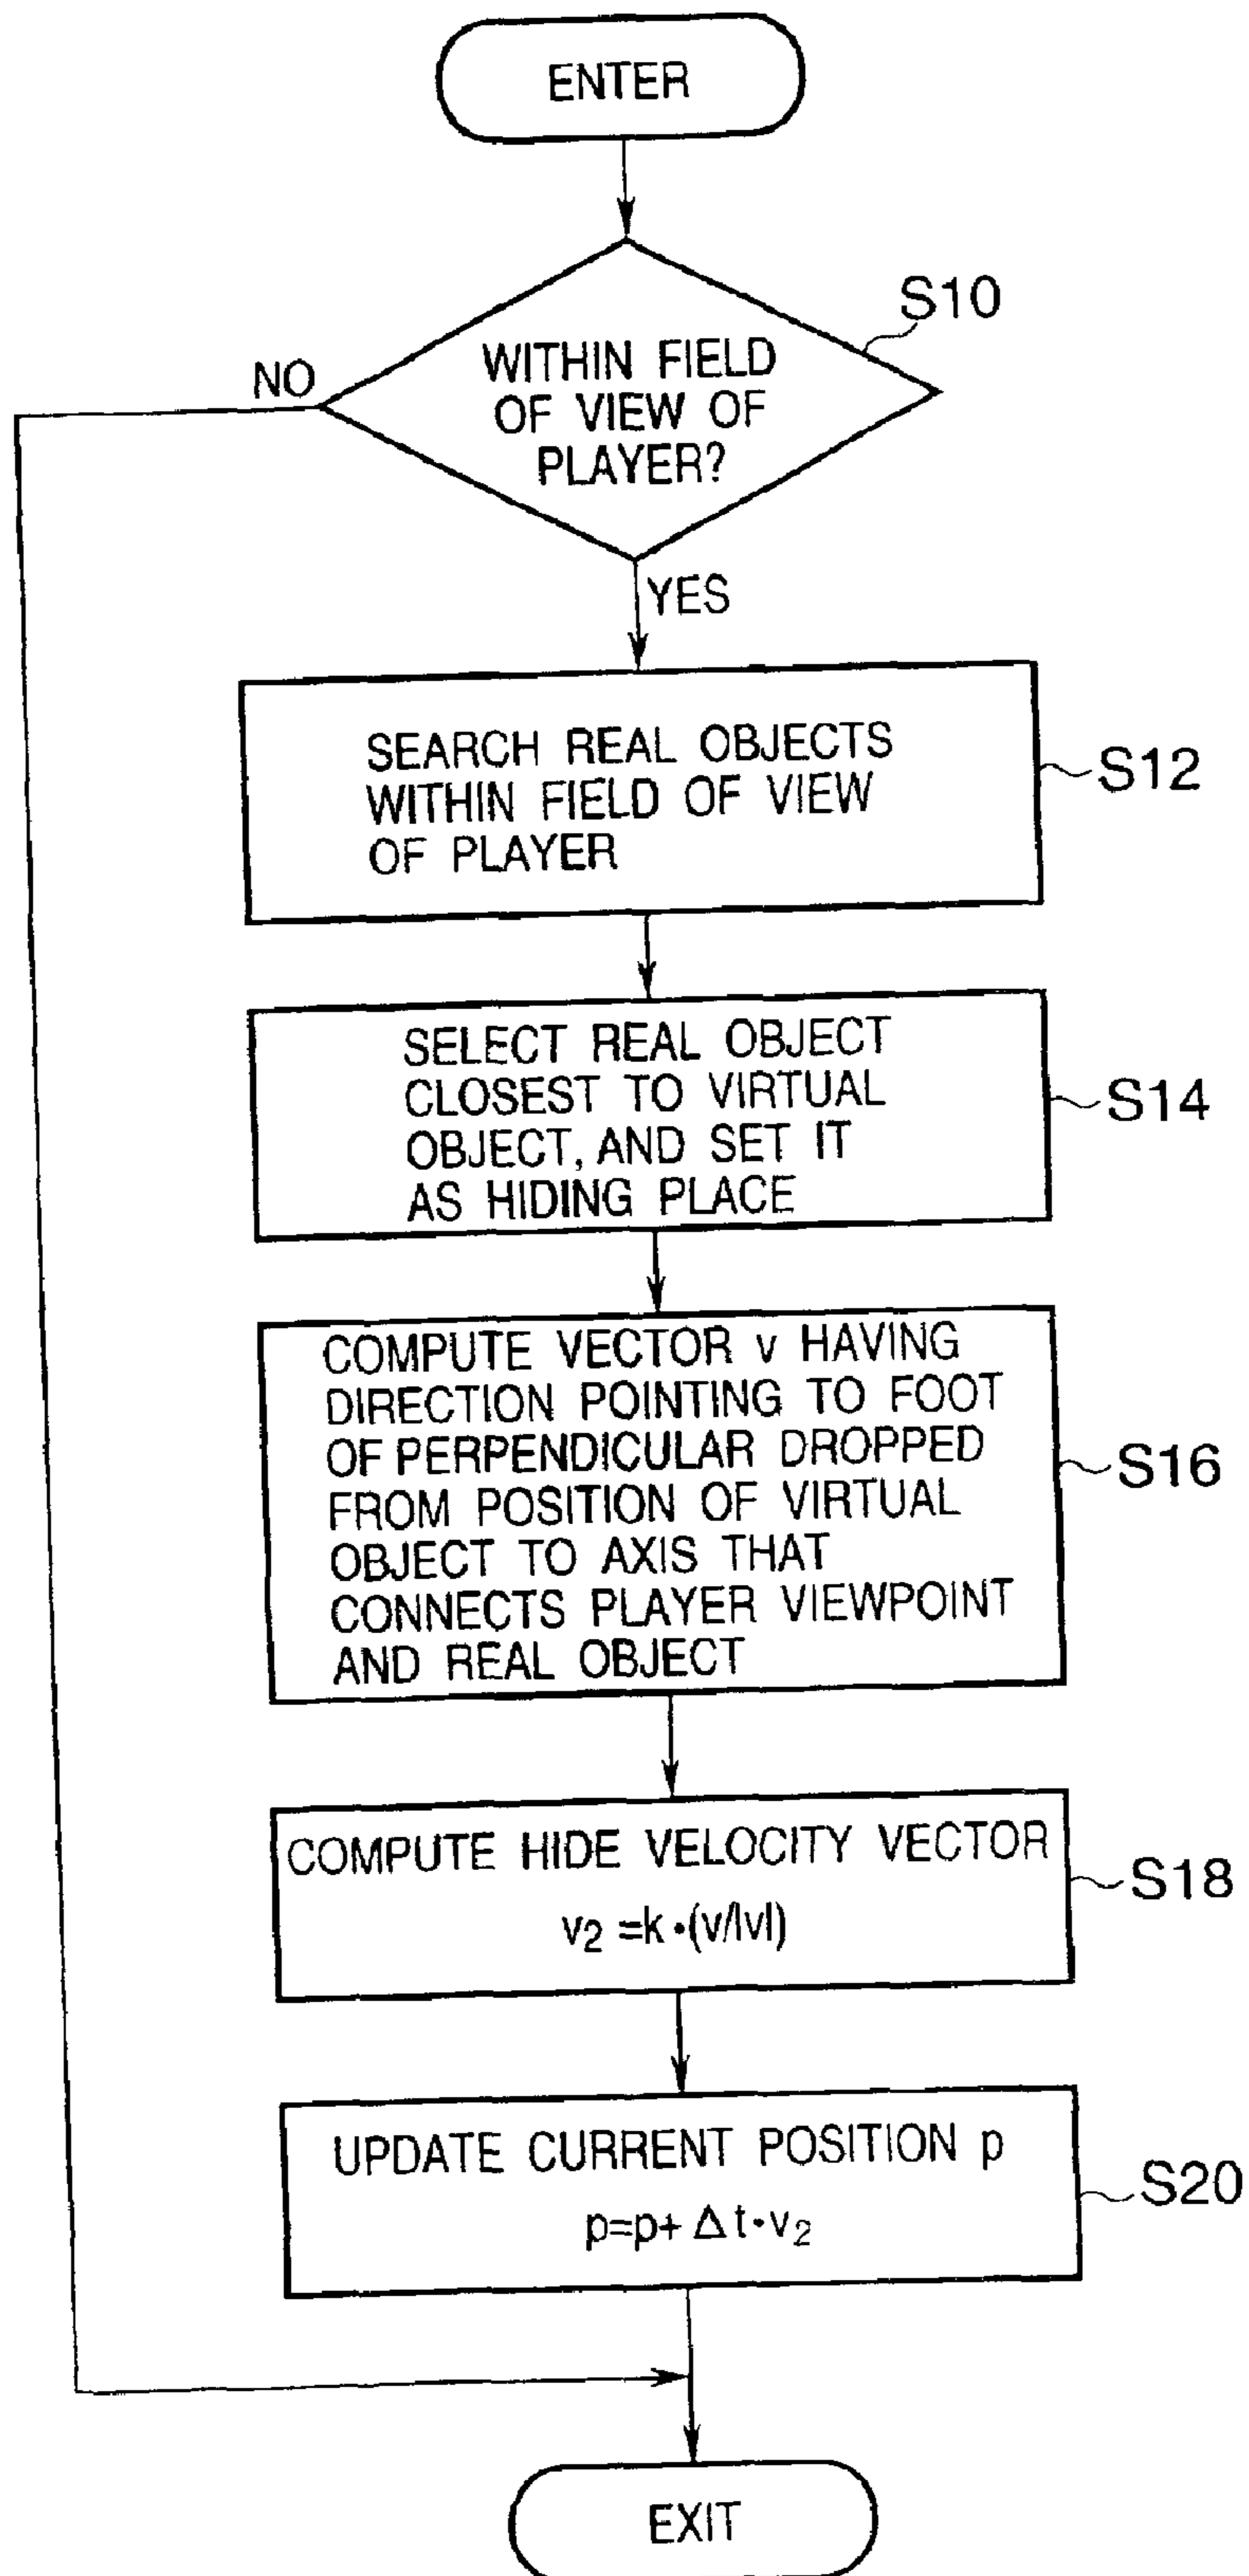 ENTER
S10
WITHIN FIELD
OF VIEW OF
PLAYER?
NO
YES
SEARCH REAL OBJECTS
WITHIN FIELD OF VIEW
OF PLAYER
S12
SELECT REAL OBJECT
CLOSEST TO VIRTUAL
OBJECT, AND SET IT
AS HIDING PLACE
S14
COMPUTE VECTOR v HAVING
DIRECTION POINTING TO FOOT
OF PERPENDICULAR DROPPED
FROM POSITION OF VIRTUAL
OBJECT TO AXIS THAT
CONNECTS PLAYER VIEWPOINT
AND REAL OBJECT
S16
COMPUTE HIDE VELOCITY VECTOR
v₂ =k·(v/|v|)
S18
UPDATE CURRENT POSITION p
p=p+ Δt·v₂
S20
EXIT